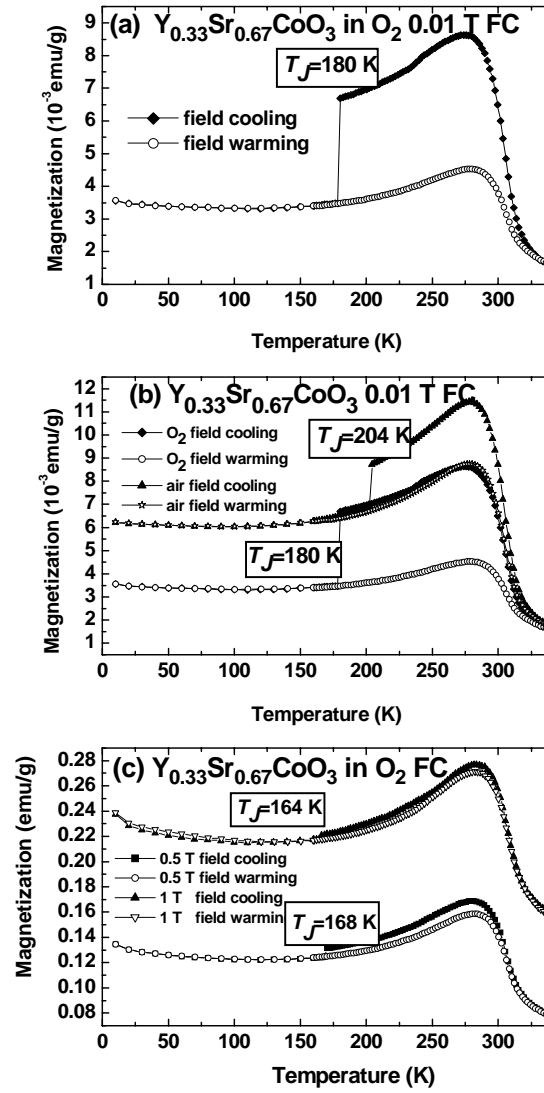 (a) Y0.33Sr0.67CoO3 in O2 0.01 T FC
TJ=180 K
field cooling
field warming
Magnetization (10-3emu/g)
9
8
7
6
5
4
3
2
1
0 50 100 150 200 250 300
Temperature (K)
(b) Y0.33Sr0.67CoO3 0.01 T FC
O2 field cooling
O2 field warming
air field cooling
air field warming
TJ=204 K
TJ=180 K
Magnetization (10-3emu/g)
12
11
10
9
8
7
6
5
4
3
2
1
0 50 100 150 200 250 300
Temperature (K)
(c) Y0.33Sr0.67CoO3 in O2 FC
TJ=164 K
0.5 T field cooling
0.5 T field warming
1 T field cooling
1 T field warming
TJ=168 K
Magnetization (emu/g)
0.28
0.26
0.24
0.22
0.20
0.18
0.16
0.14
0.12
0.10
0.08
0 50 100 150 200 250 300
Temperature (K)